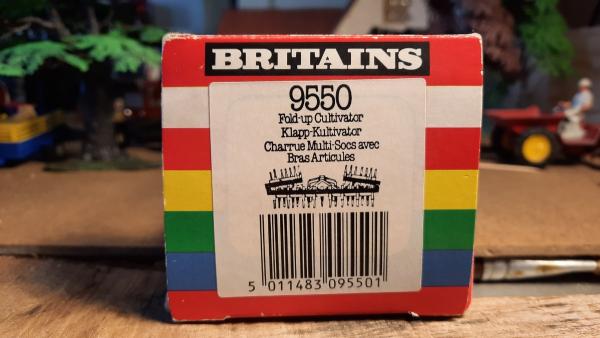 BRITAINS
9550
Fold-up Cultivator
Klapp-Kultivator
Charrue Multi-Socs avec
Bras Articules
5 011483 095501